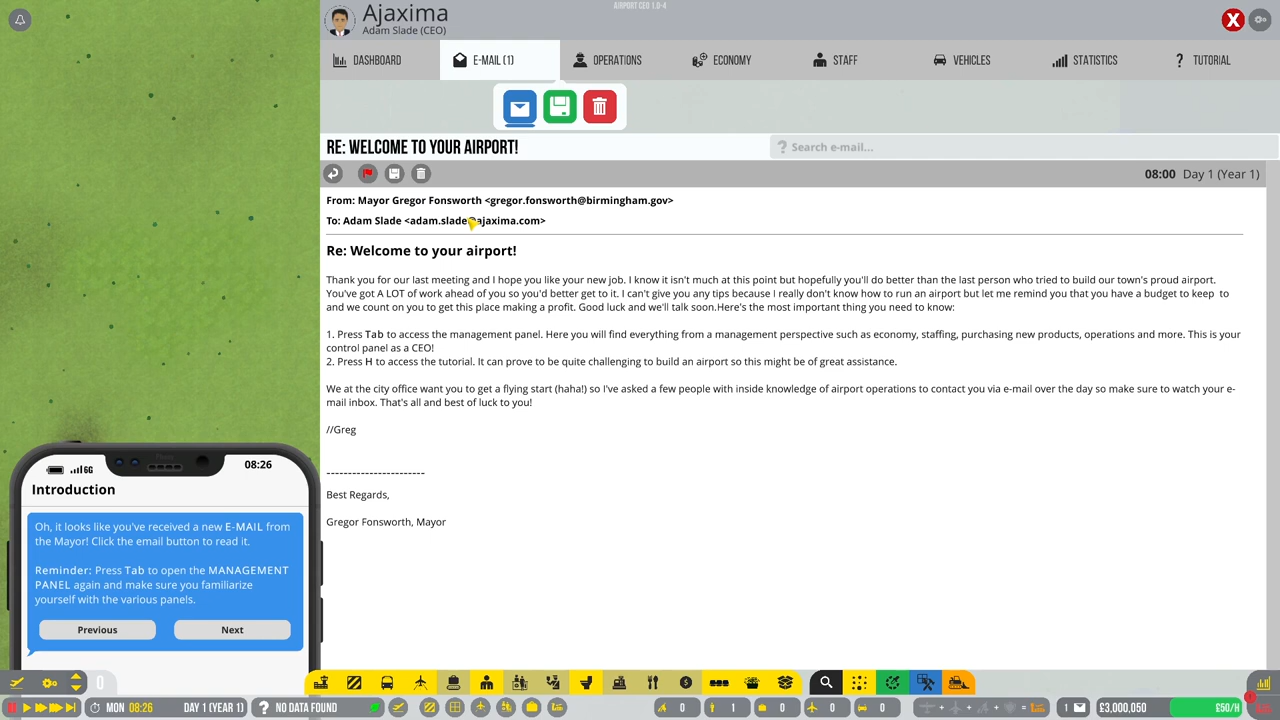 AIRPORT CEO 1.0-4
Ajaxima
Adam Slade (CEO)
X
DASHBOARD
E-MAIL (1)
OPERATIONS
ECONOMY
STAFF
VEHICLES
STATISTICS
? TUTORIAL
RE: WELCOME TO YOUR AIRPORT!
? Search e-mail...
08:00 Day 1 (Year 1)
From: Mayor Gregor Fonsworth <gregor.fonsworth@birmingham.gov>
To: Adam Slade <adam.slade@ajaxima.com>
Re: Welcome to your airport!
Thank you for our last meeting and I hope you like your new job. I know it isn't much at this point but hopefully you'll do better than the last person who tried to build our town's proud airport.
You've got A LOT of work ahead of you so you'd better get to it. I can't give you any tips because I really don't know how to run an airport but let me remind you that you have a budget to keep to
and we count on you to get this place making a profit. Good luck and we'll talk soon.Here's the most important thing you need to know:
1. Press Tab to access the management panel. Here you will find everything from a management perspective such as economy, staffing, purchasing new products, operations and more. This is your
control panel as a CEO!
2. Press H to access the tutorial. It can prove to be quite challenging to build an airport so this might be of great assistance.
We at the city office want you to get a flying start (haha!) so I've asked a few people with inside knowledge of airport operations to contact you via e-mail over the day so make sure to watch your e-
mail inbox. That's all and best of luck to you!
//Greg
-----------------------
Best Regards,
Gregor Fonsworth, Mayor
6G
08:26
Introduction
Oh, it looks like you've received a new E-MAIL from
the Mayor! Click the email button to read it.
Reminder: Press Tab to open the MANAGEMENT
PANEL again and make sure you familiarize
yourself with the various panels.
Previous
Next
0
MON 08:26 DAY 1 (YEAR 1)
? NO DATA FOUND
0
1
0
0
0
1
£3,000,050
£50/H